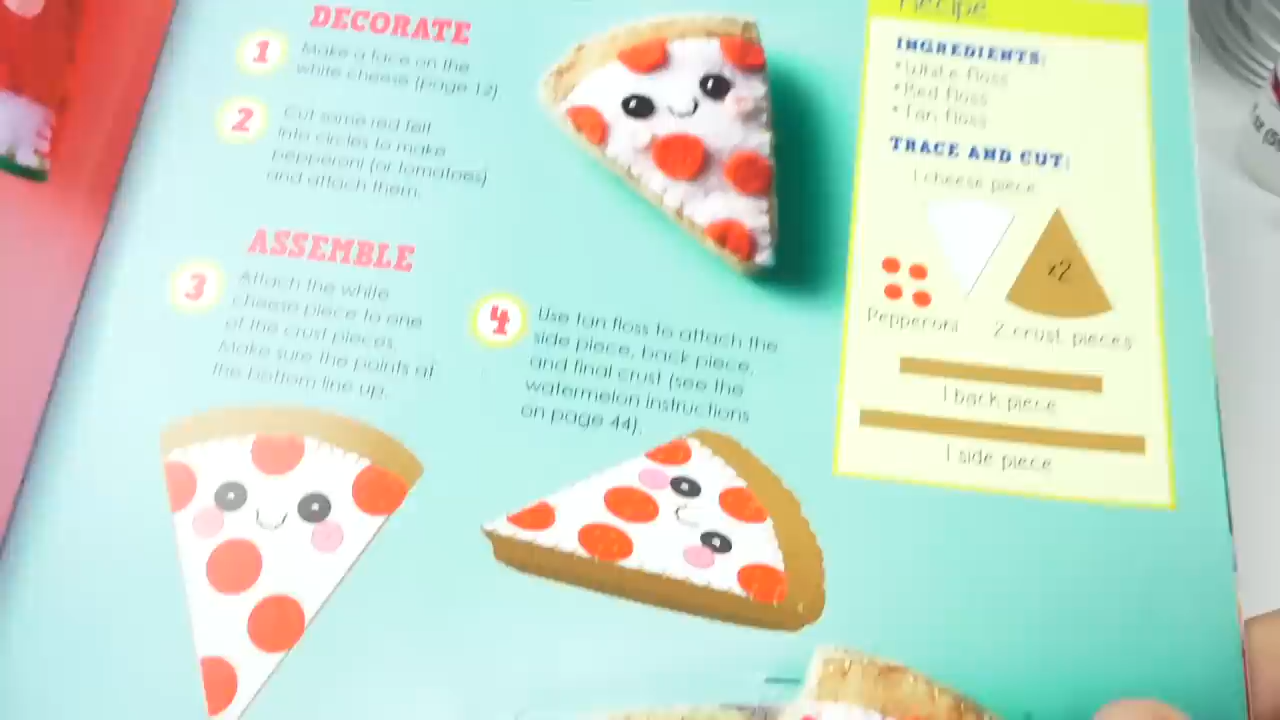 DECORATE
1
Make a face on the
white cheese (page 12).
2
Cut some red felt
into circles to make
pepperoni (or tomatoes)
and attach them.
ASSEMBLE
3
Attach the white
cheese piece to one
of the crust pieces.
Make sure the points at
the bottom line up.
4
Use tan floss to attach the
side piece, back piece,
and final crust (see the
watermelon instructions
on page 44).
Recipe
INGREDIENTS:
• White floss
• Red floss
• Tan floss
TRACE AND CUT:
1 cheese piece
x2
Pepperoni
2 crust pieces
1 back piece
1 side piece